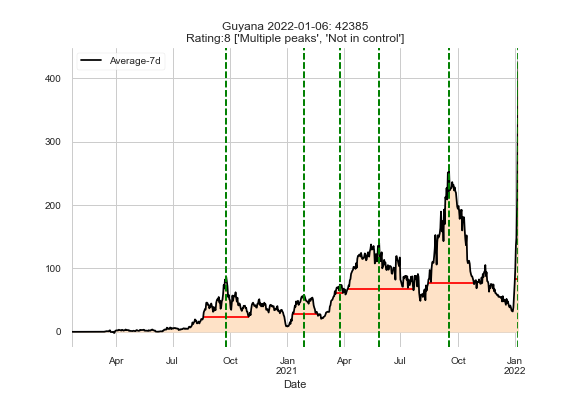 Guyana 2022-01-06: 42385
Rating:8 ['Multiple peaks', 'Not in control']
Average-7d
400
300
200
100
0
Apr
Jul
Oct
Jan
2021
Apr
Jul
Oct
Jan
2022
Date